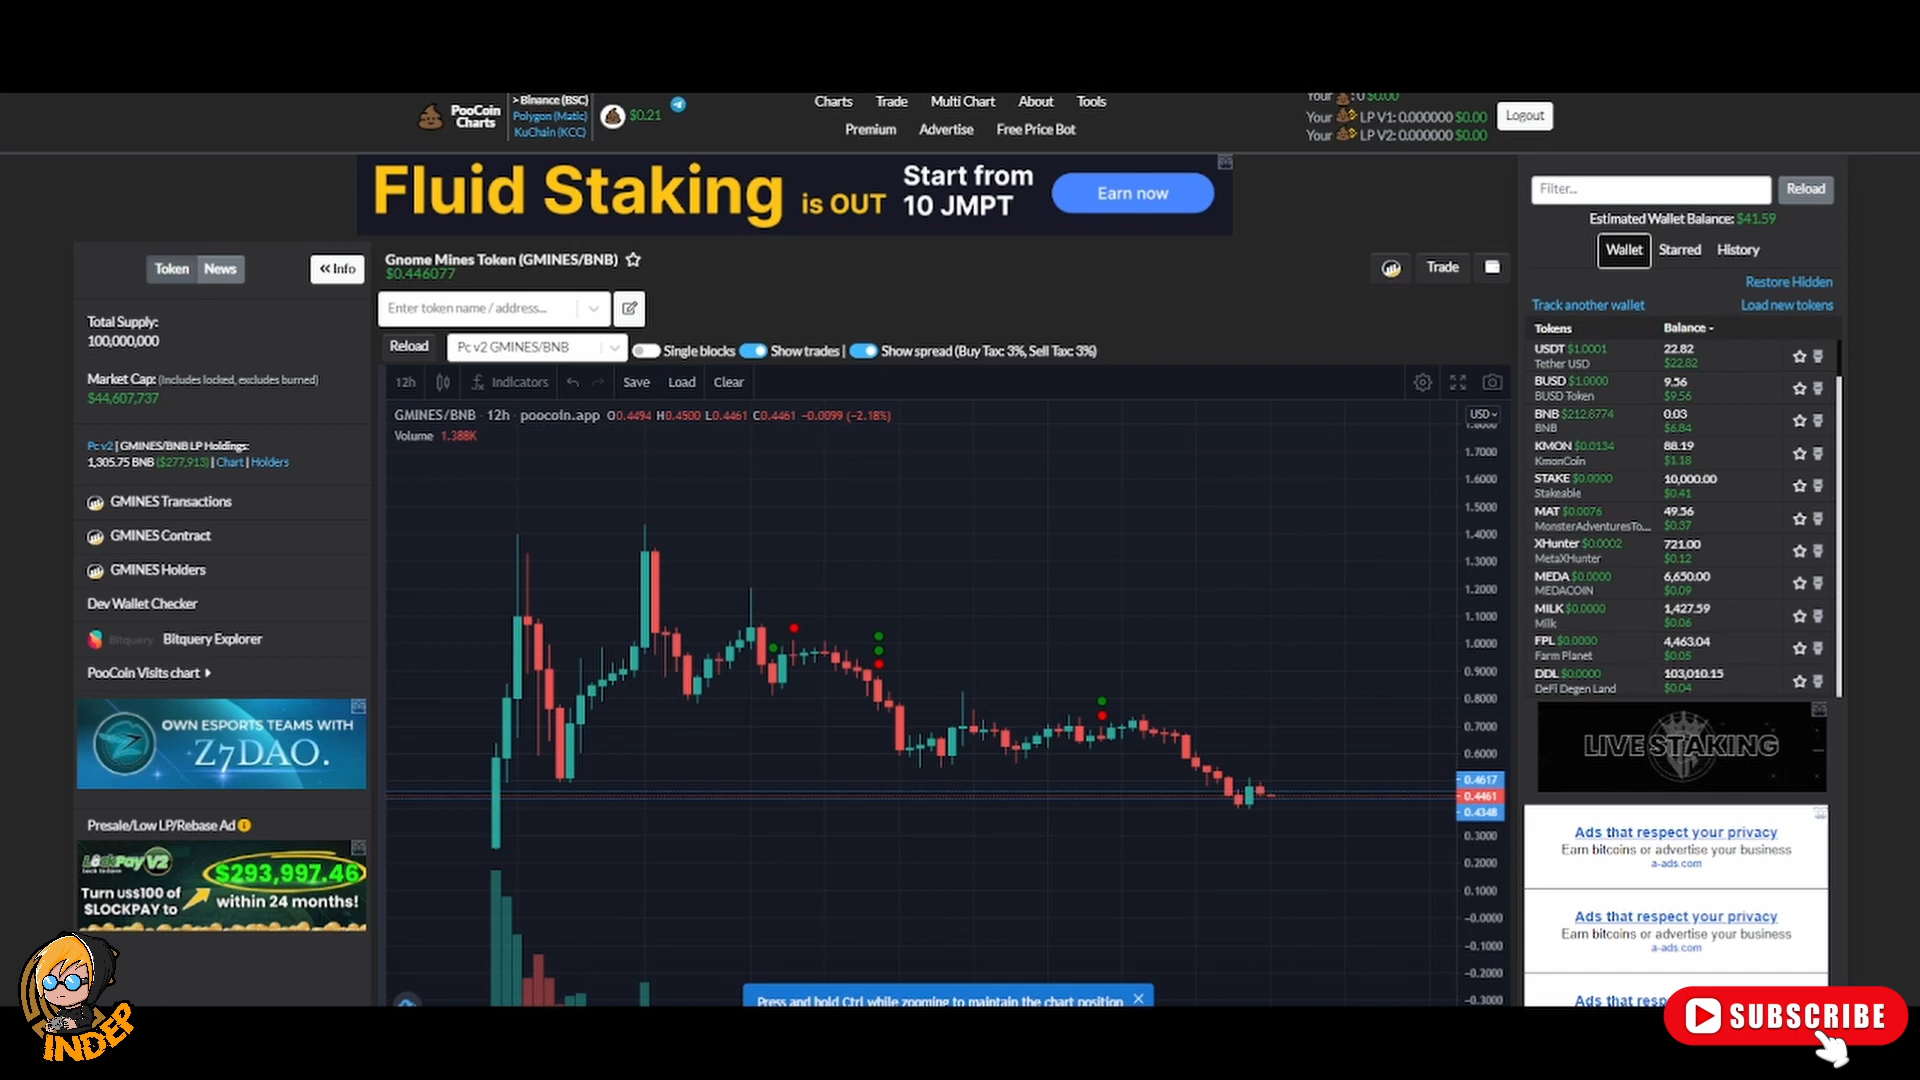 PooCoin
Charts
> Binance (BSC)
Polygon (Matic)
KuChain (KCC)
$0.21
Charts
Trade
Multi Chart
About
Tools
Premium
Advertise
Free Price Bot
Your : 0 $0.00
Your LP V1: 0.000000 $0.00
Your LP V2: 0.000000 $0.00
Logout
Fluid Staking is OUT
Start from
10 JMPT
Earn now
Token
News
« Info
Total Supply:
100,000,000
Market Cap: (Includes locked, excludes burned)
$44,607,737
Pc v2 | GMINES/BNB LP Holdings:
1,305.75 BNB ($277,913) | Chart | Holders
GMINES Transactions
GMINES Contract
GMINES Holders
Dev Wallet Checker
Bitquery Bitquery Explorer
PooCoin Visits chart
OWN ESPORTS TEAMS WITH
Z7DAO.
Presale/Low LP/Rebase Ad
LockPay V2
$293,997.46
Turn us$100 of
$LOCKPAY to
within 24 months!
INDEP
Gnome Mines Token (GMINES/BNB)
$0.446077
Enter token name / address...
Trade
Reload
Pc v2 GMINES/BNB
Single blocks
Show trades |
Show spread (Buy Tax: 3%, Sell Tax: 3%)
12h
Indicators
Save
Load
Clear
GMINES/BNB · 12h · poocoin.app O0.4494 H0.4500 L0.4461 C0.4461 -0.0099 (-2.18%)
Volume 1.388K
USD
1.8000
1.7000
1.6000
1.5000
1.4000
1.3000
1.2000
1.1000
1.0000
0.9000
0.8000
0.7000
0.6000
0.4617
0.4461
0.4348
0.3000
0.2000
0.1000
-0.0000
-0.1000
-0.2000
-0.3000
Press and hold Ctrl while zooming to maintain the chart position
Filter...
Reload
Estimated Wallet Balance: $41.59
Wallet
Starred
History
Restore Hidden
Track another wallet
Load new tokens
Tokens
Balance
USDT $1.0001 22.82
Tether USD $22.82
BUSD $1.0000 9.56
BUSD Token $9.56
BNB $212.8774 0.03
BNB $6.84
KMON $0.0134 88.19
KmonCoin $1.18
STAKE $0.0000 10,000.00
Stakeable $0.41
MAT $0.0076 49.56
MonsterAdventuresTo... $0.37
XHunter $0.0002 721.00
MetaXHunter $0.12
MEDA $0.0000 6,650.00
MEDACOIN $0.09
MILK $0.0000 1,427.59
Milk $0.06
FPL $0.0000 4,463.04
Farm Planet $0.05
DDL $0.0000 103,010.15
DeFi Degen Land $0.04
LIVE STAKING
Ads that respect your privacy
Earn bitcoins or advertise your business
a-ads.com
Ads that respect your privacy
Earn bitcoins or advertise your business
a-ads.com
Ads that resp
SUBSCRIBE